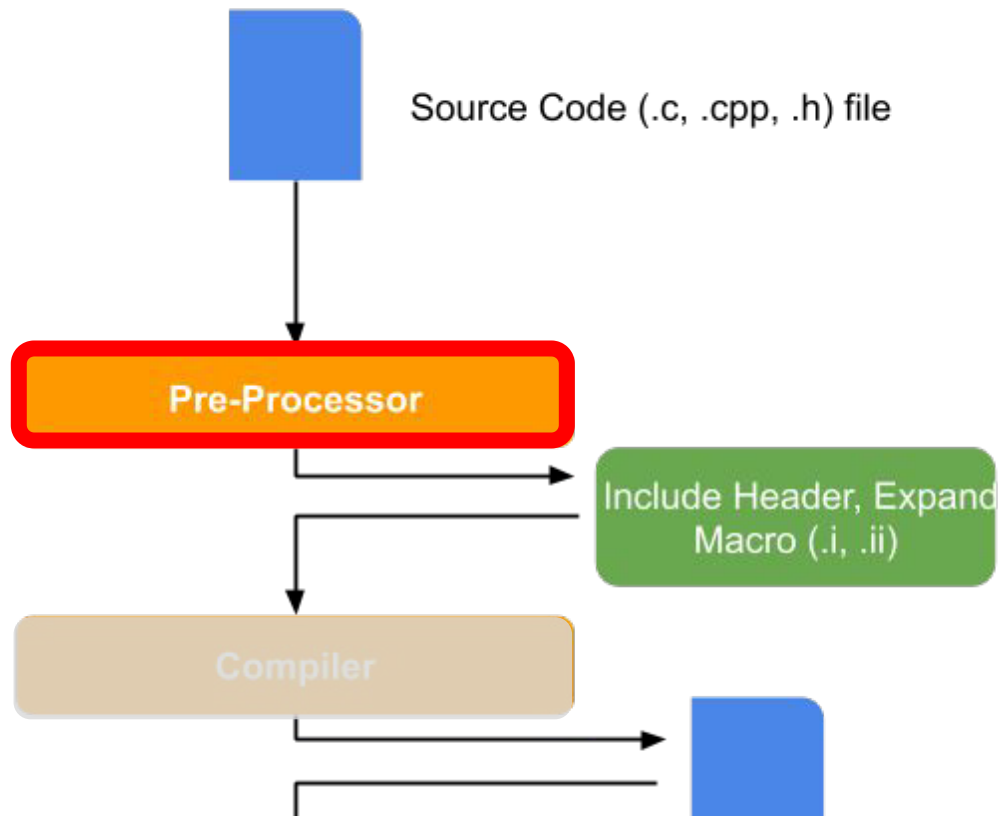 Source Code (.c, .cpp, .h) file
Pre-Processor
Include Header, Expand
Macro (.i, .ii)
Compiler